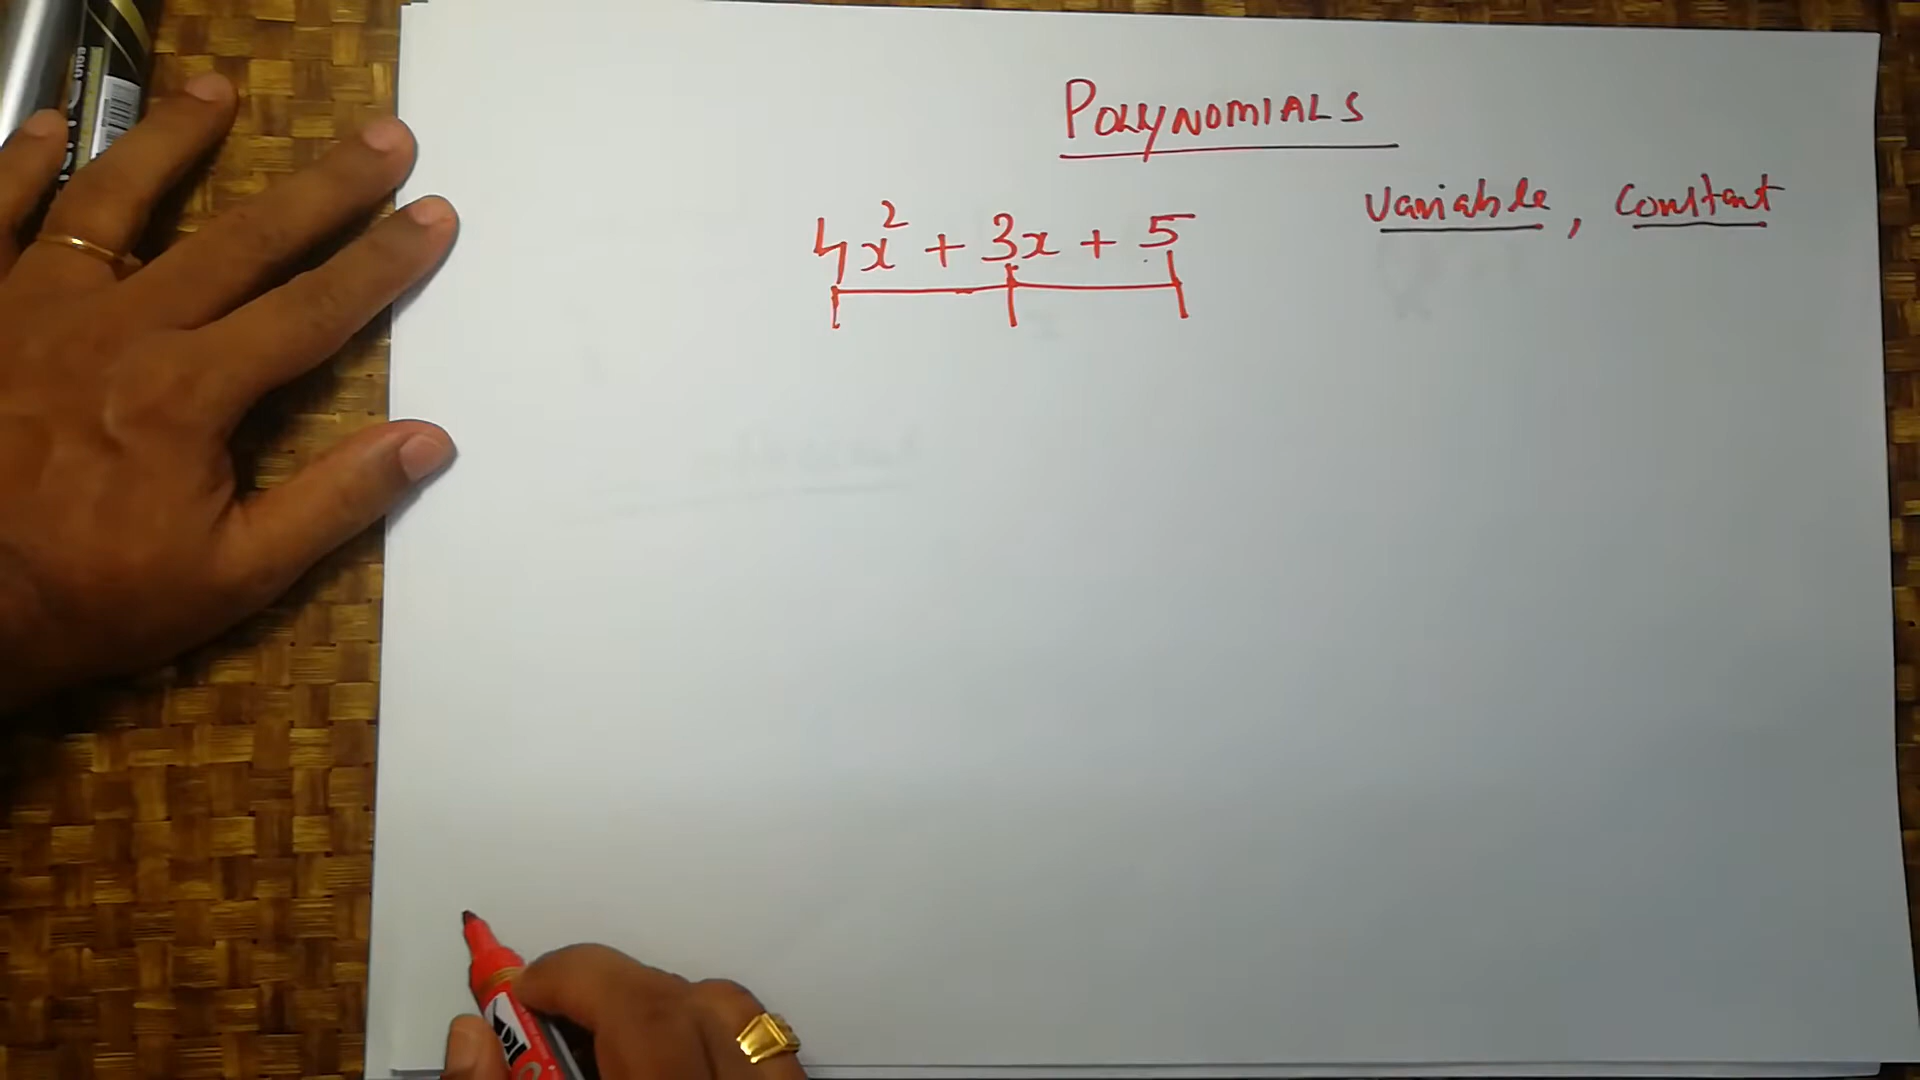 POLYNOMIALS
variable, constant
4x² + 3x + 5